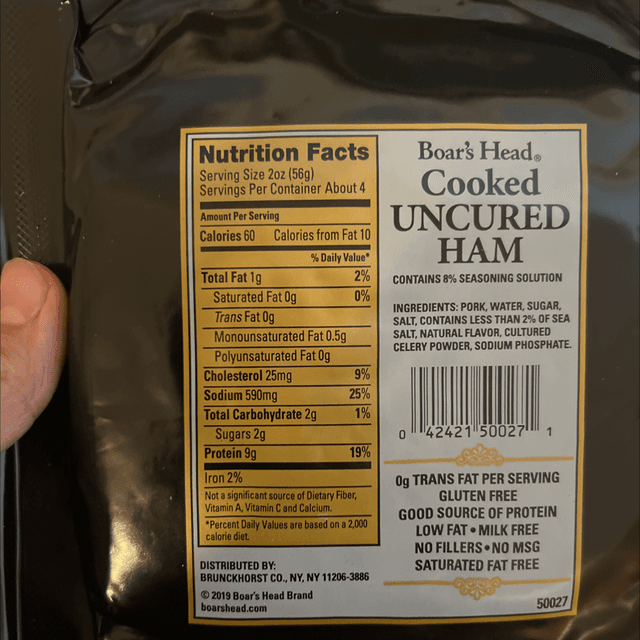 Nutrition Facts
Serving Size 2oz (56g)
Servings Per Container About 4
Amount Per Serving
Calories 60 Calories from Fat 10
% Daily Value*
Total Fat 1g 2%
Saturated Fat 0g 0%
Trans Fat 0g
Monounsaturated Fat 0.5g
Polyunsaturated Fat 0g
Cholesterol 25mg 9%
Sodium 590mg 25%
Total Carbohydrate 2g 1%
Sugars 2g
Protein 9g 19%
Iron 2%
Not a significant source of Dietary Fiber,
Vitamin A, Vitamin C and Calcium.
*Percent Daily Values are based on a 2,000
calorie diet.
DISTRIBUTED BY:
BRUNCKHORST CO., NY, NY 11206-3886
© 2019 Boar's Head Brand
boarshead.com
Boar's Head®
Cooked
UNCURED
HAM
CONTAINS 8% SEASONING SOLUTION
INGREDIENTS: PORK, WATER, SUGAR,
SALT, CONTAINS LESS THAN 2% OF SEA
SALT, NATURAL FLAVOR, CULTURED
CELERY POWDER, SODIUM PHOSPHATE.
0 42421 50027 1
0g TRANS FAT PER SERVING
GLUTEN FREE
GOOD SOURCE OF PROTEIN
LOW FAT • MILK FREE
NO FILLERS • NO MSG
SATURATED FAT FREE
50027